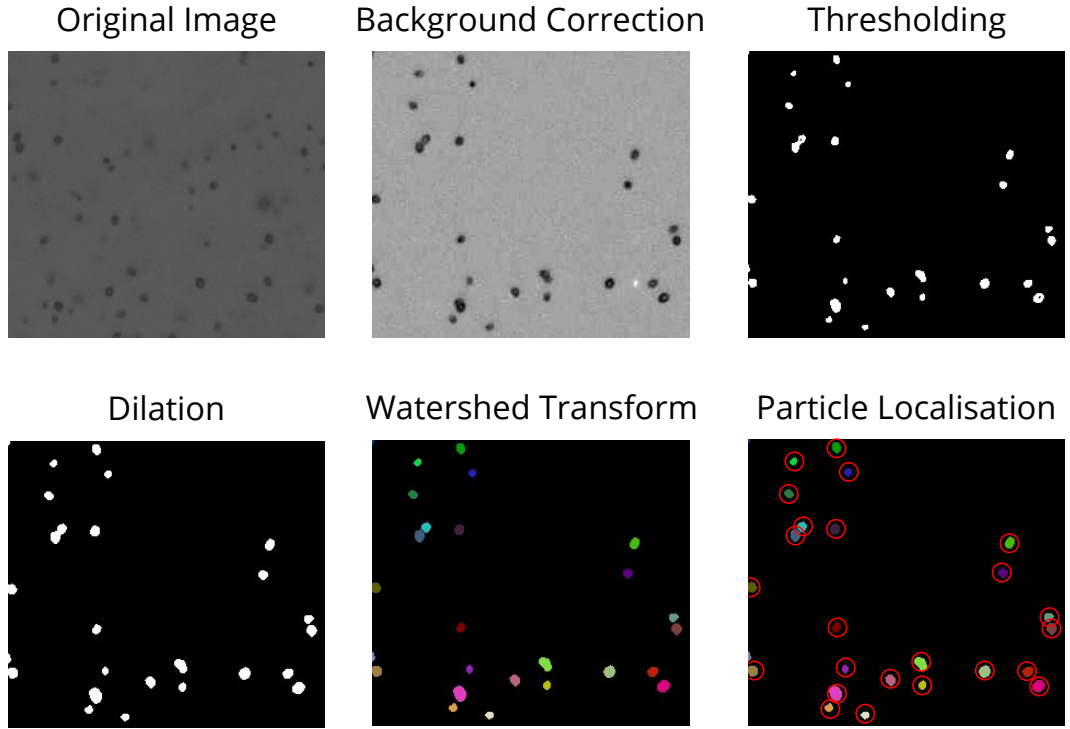 Original Image
Background Correction
Thresholding
Dilation
Watershed Transform
Particle Localisation